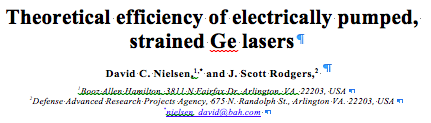 Theoretical efficiency of electrically pumped,
strained Ge lasers¶
David C. Nielsen,1,* and J. Scott Rodgers,2 ¶
1Booz Allen Hamilton, 3811 N Fairfax Dr. Arlington, VA, 22203, USA ¶
2Defense Advanced Research Projects Agency, 675 N. Randolph St., Arlington VA. 22203, USA ¶
*nielsen_david@bah.com ¶